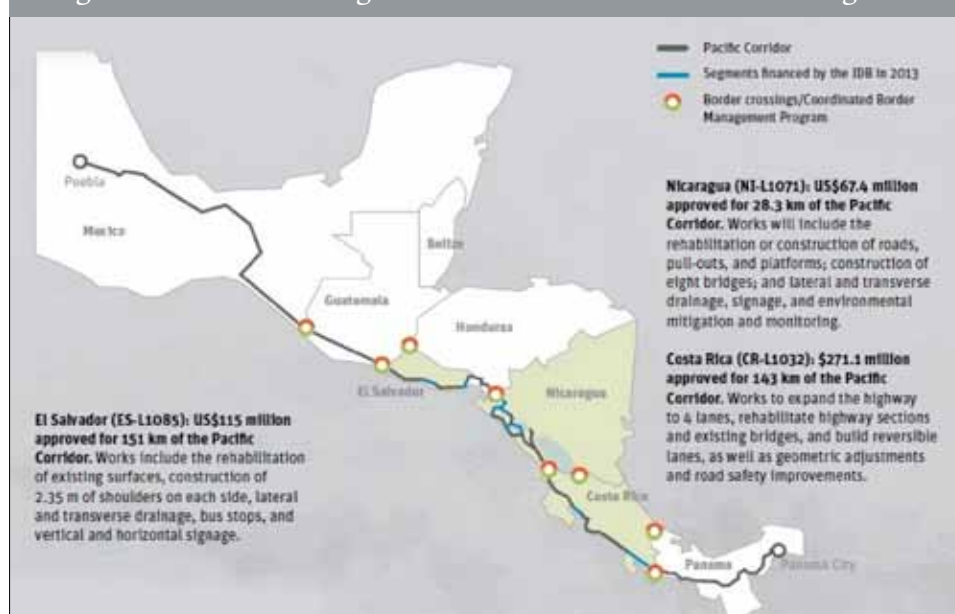 Pacific Corridor
Segments financed by the IDB in 2013
Border crossings/Coordinated Border
Management Program
Puebla
Mexico
Belize
Guatemala
Honduras
El Salvador
Nicaragua
Costa Rica
Panama
Panama City
Nicaragua (NI-L1071): US$67.4 million
approved for 28.3 km of the Pacific
Corridor. Works will include the
rehabilitation or construction of roads,
pull-outs, and platforms; construction of
eight bridges; and lateral and transverse
drainage, signage, and environmental
mitigation and monitoring.
Costa Rica (CR-L1032): $271.1 million
approved for 143 km of the Pacific
Corridor. Works to expand the highway
to 4 lanes, rehabilitate highway sections
and existing bridges, and build reversible
lanes, as well as geometric adjustments
and road safety improvements.
El Salvador (ES-L1085): US$115 million
approved for 151 km of the Pacific
Corridor. Works include the rehabilitation
of existing surfaces, construction of
2.35 m of shoulders on each side, lateral
and transverse drainage, bus stops, and
vertical and horizontal signage.